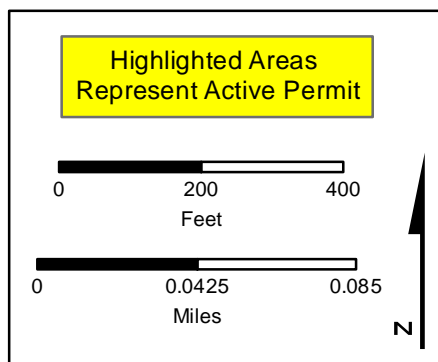 Highlighted Areas
Represent Active Permit
0 200 400
Feet
0 0.0425 0.085
Miles
N